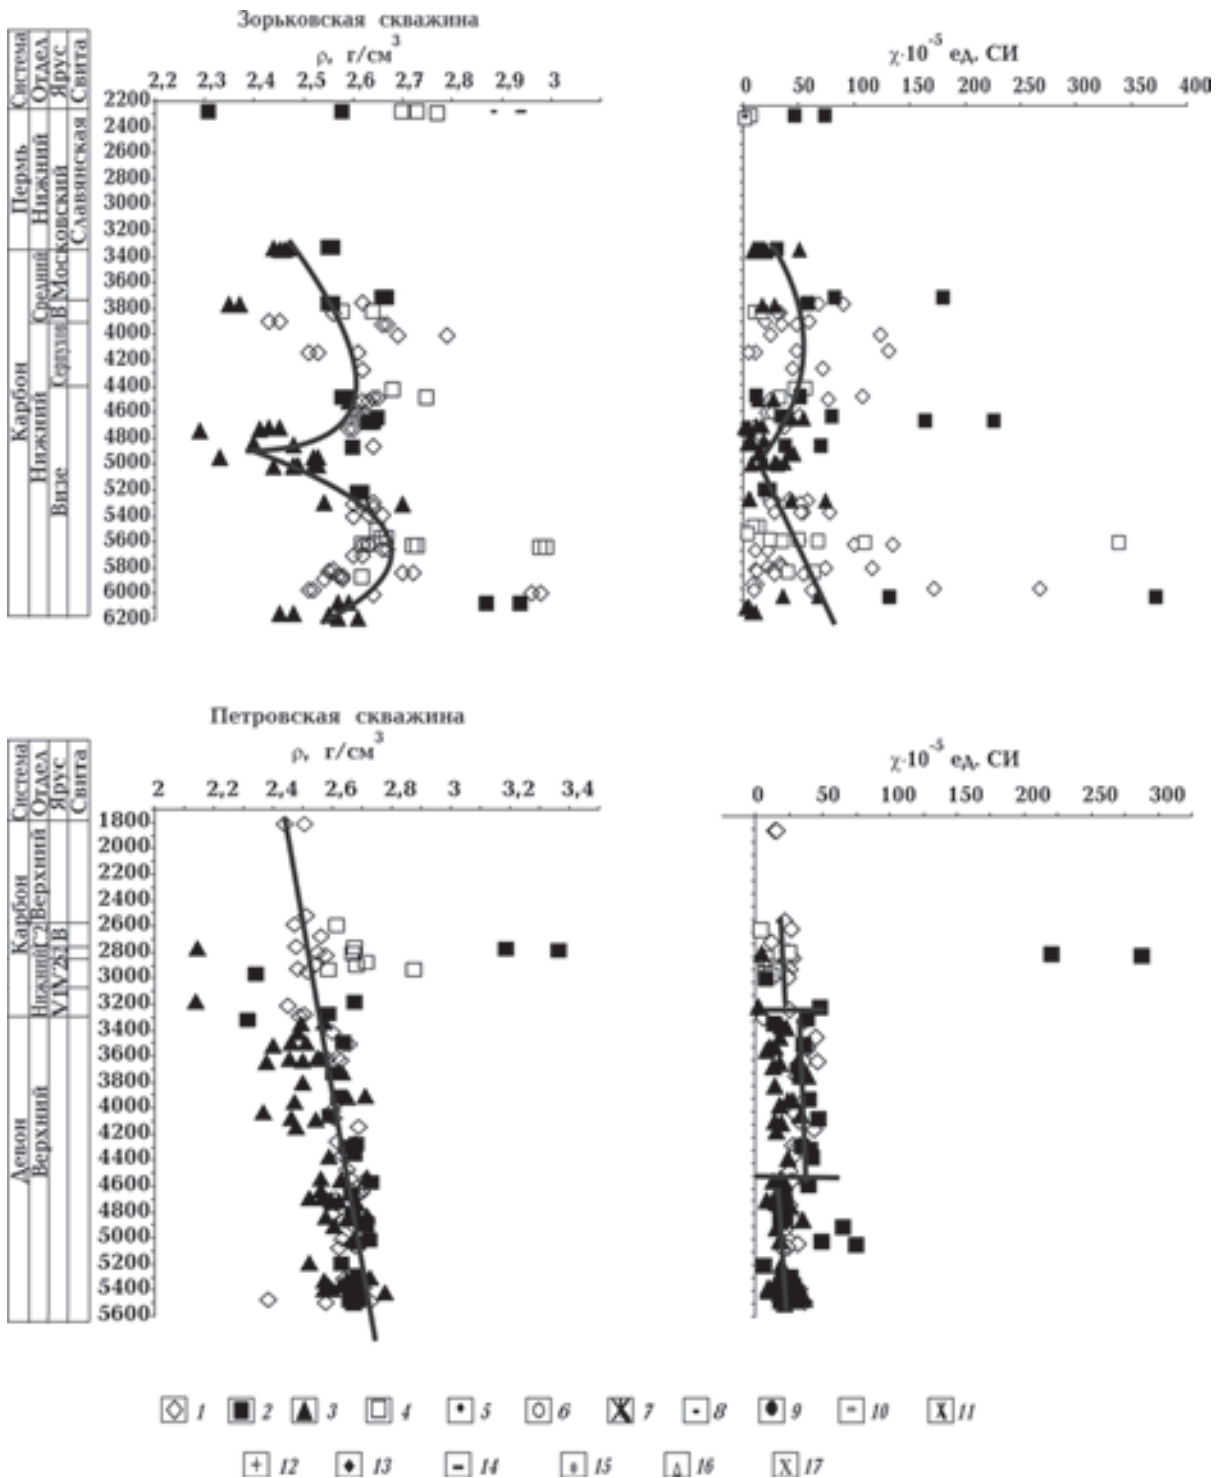 Зорьковская скважина
ρ, г/см³
χ·10⁻⁵ ед. СИ
Система
Отдел
Ярус
Свита
2,2 2,3 2,4 2,5 2,6 2,7 2,8 2,9 3
0 50 100 150 200 250 300 350 400
2200
2400
2600
2800
3000
3200
3400
3600
3800
4000
4200
4400
4600
4800
5000
5200
5400
5600
5800
6000
6200
Пермь
Нижний
Славянская
Карбон
Средний
Московский
В
Нижний
Серпухов
Визе
Петровская скважина
ρ, г/см³
χ·10⁻⁵ ед. СИ
Система
Отдел
Ярус
Свита
2 2,2 2,4 2,6 2,8 3 3,2 3,4
0 50 100 150 200 250 300
1800
2000
2200
2400
2600
2800
3000
3200
3400
3600
3800
4000
4200
4400
4600
4800
5000
5200
5400
5600
Карбон
Верхний
С2
В
Нижний
Девон
Верхний
1 2 3 4 5 6 7 8 9 10 11
12 13 14 15 16 17